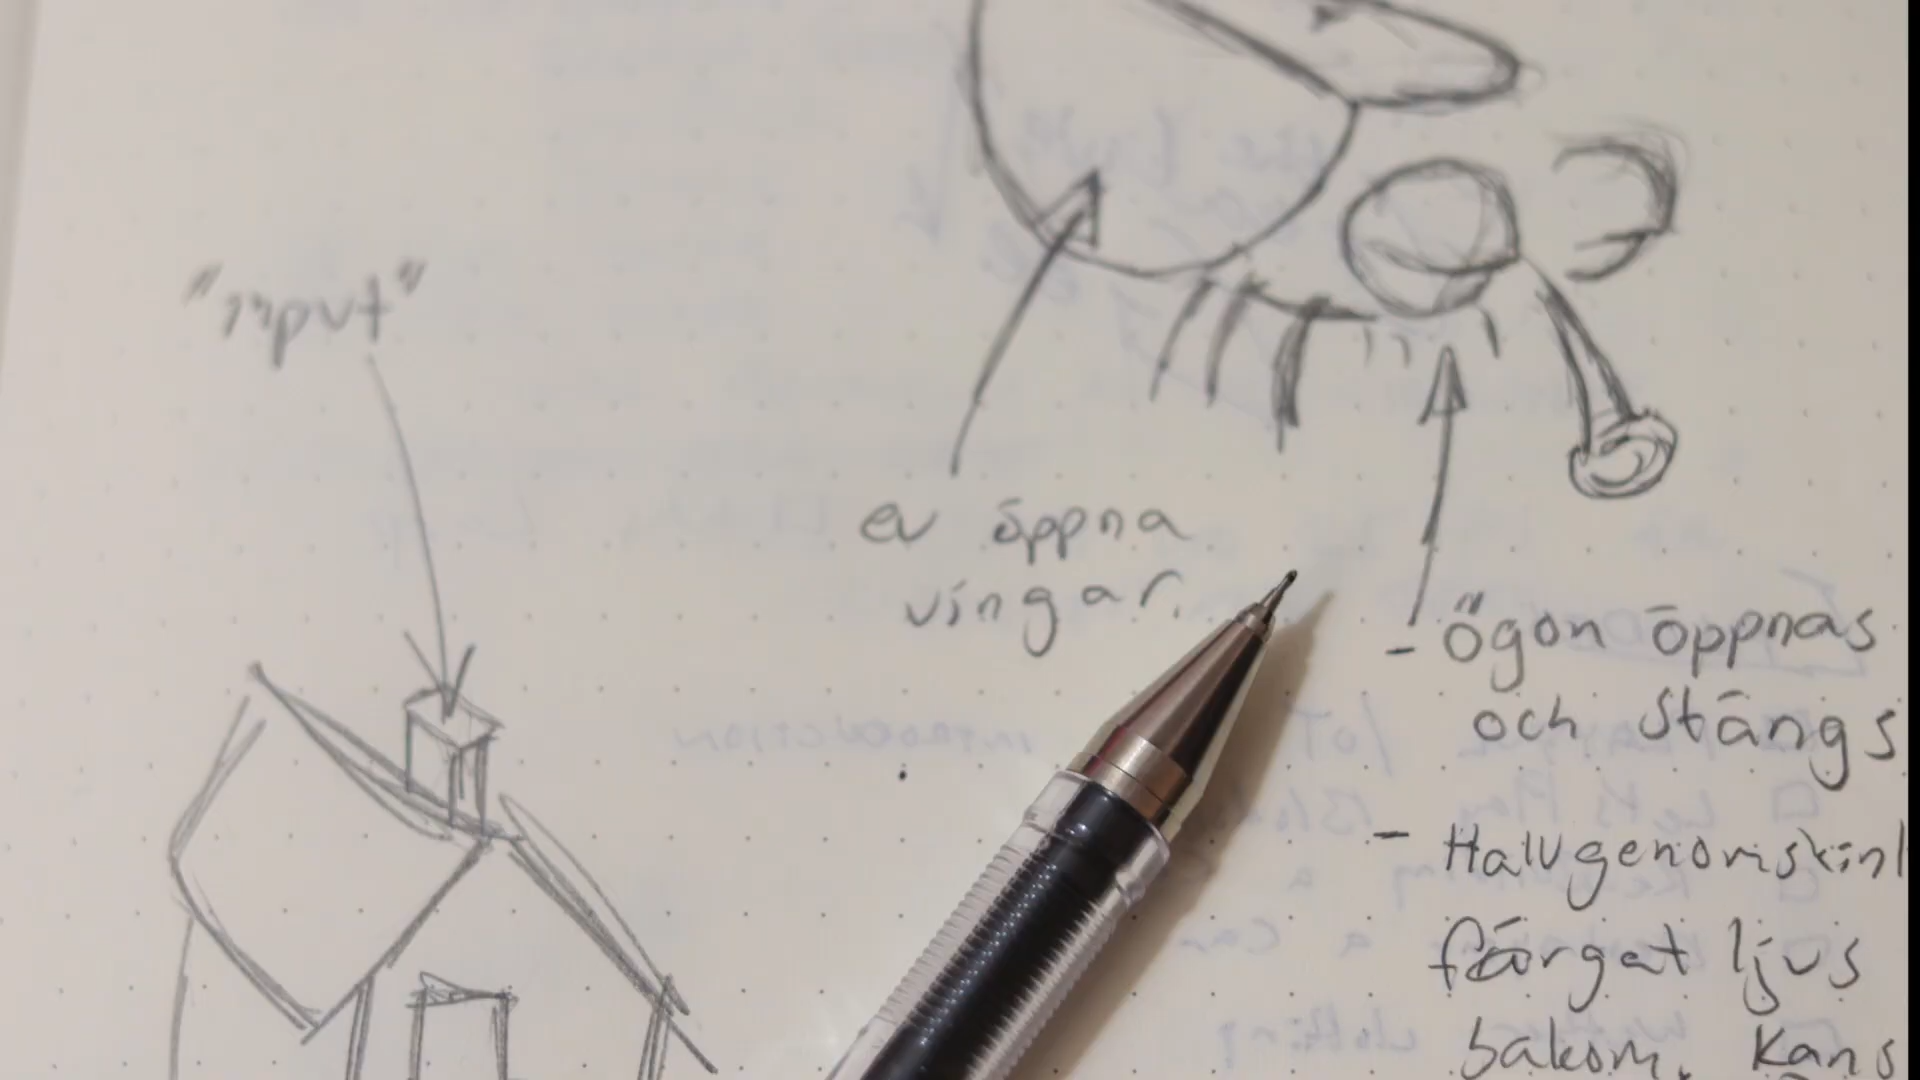 "input"
ev öppna
vingar.
- Ögon öppnas
och stängs
- Halvgenomskinl
färgat ljus
bakom. Kans